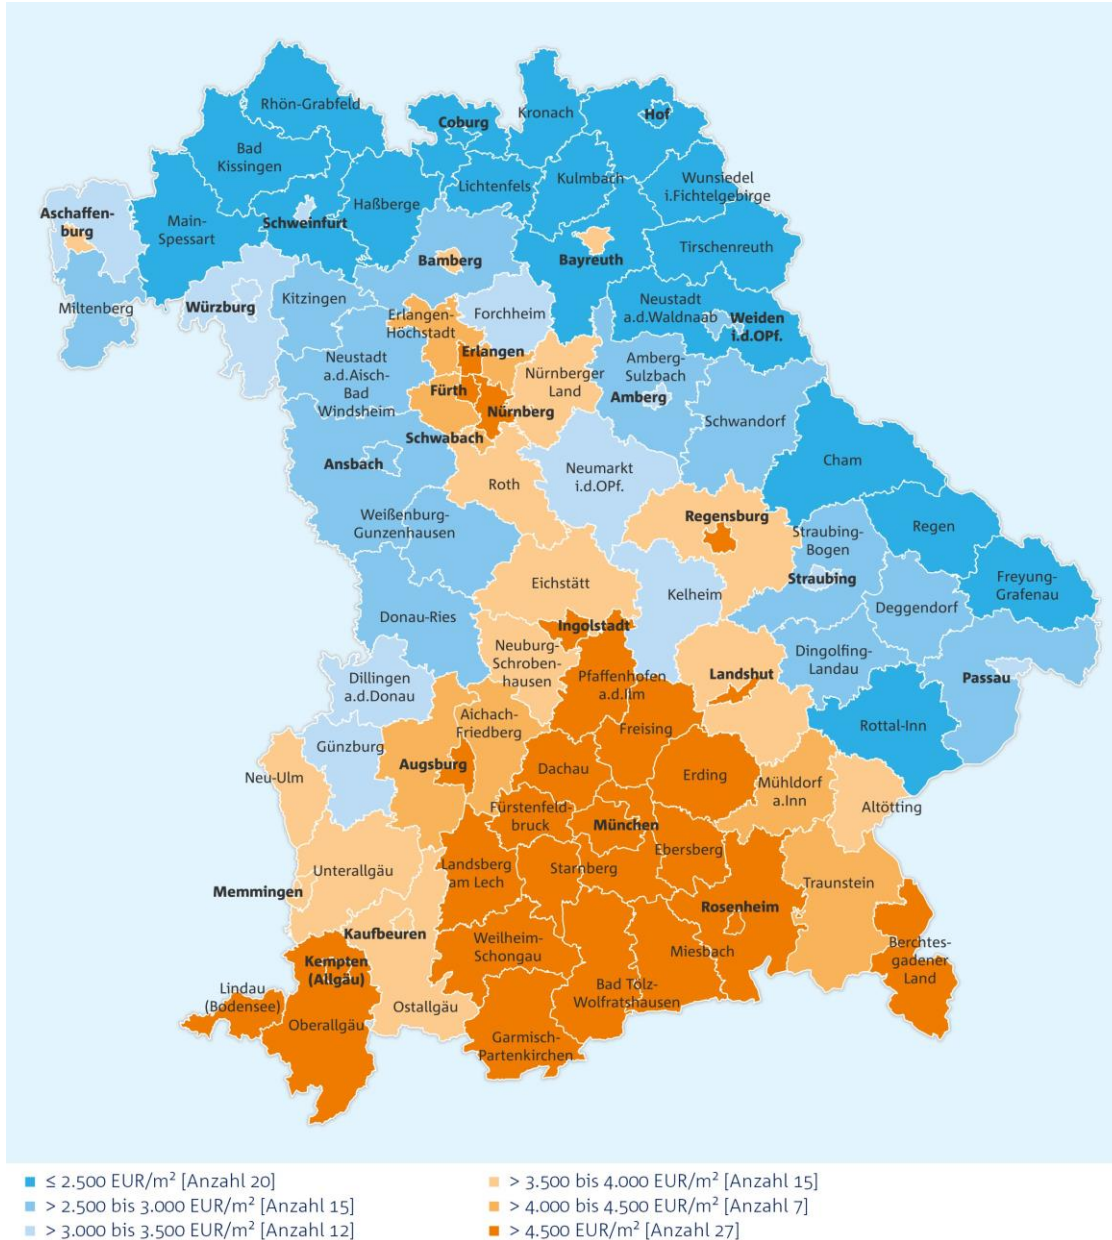 Rhön-Grabfeld
Coburg
Kronach
Hof
Bad
Kissingen
Lichtenfels
Kulmbach
Wunsiedel
i.Fichtelgebirge
Aschaffen-
burg
Main-
Spessart
Schweinfurt
Haßberge
Bamberg
Bayreuth
Tirschenreuth
Miltenberg
Würzburg
Kitzingen
Erlangen-
Höchstadt
Forchheim
Neustadt
a.d.Waldnaab
Weiden
i.d.OPf.
Neustadt
a.d.Aisch-
Bad
Windsheim
Erlangen
Fürth
Nürnberg
Nürnberger
Land
Amberg-
Sulzbach
Amberg
Schwandorf
Schwabach
Ansbach
Roth
Neumarkt
i.d.OPf.
Cham
Weißenburg-
Gunzenhausen
Regensburg
Straubing-
Bogen
Regen
Straubing
Freyung-
Grafenau
Eichstätt
Kelheim
Deggendorf
Donau-Ries
Ingolstadt
Neuburg-
Schroben-
hausen
Dingolfing-
Landau
Dillingen
a.d.Donau
Pfaffenhofen
a.d.Ilm
Landshut
Passau
Aichach-
Friedberg
Freising
Rottal-Inn
Günzburg
Neu-Ulm
Augsburg
Dachau
Erding
Mühldorf
a.Inn
Altötting
Fürstenfeld-
bruck
München
Ebersberg
Unterallgäu
Landsberg
am Lech
Starnberg
Traunstein
Memmingen
Rosenheim
Kaufbeuren
Weilheim-
Schongau
Miesbach
Berchtes-
gadener
Land
Kempten
(Allgäu)
Lindau
(Bodensee)
Oberallgäu
Ostallgäu
Bad Tölz-
Wolfratshausen
Garmisch-
Partenkirchen
≤ 2.500 EUR/m² [Anzahl 20]
> 2.500 bis 3.000 EUR/m² [Anzahl 15]
> 3.000 bis 3.500 EUR/m² [Anzahl 12]
> 3.500 bis 4.000 EUR/m² [Anzahl 15]
> 4.000 bis 4.500 EUR/m² [Anzahl 7]
> 4.500 EUR/m² [Anzahl 27]